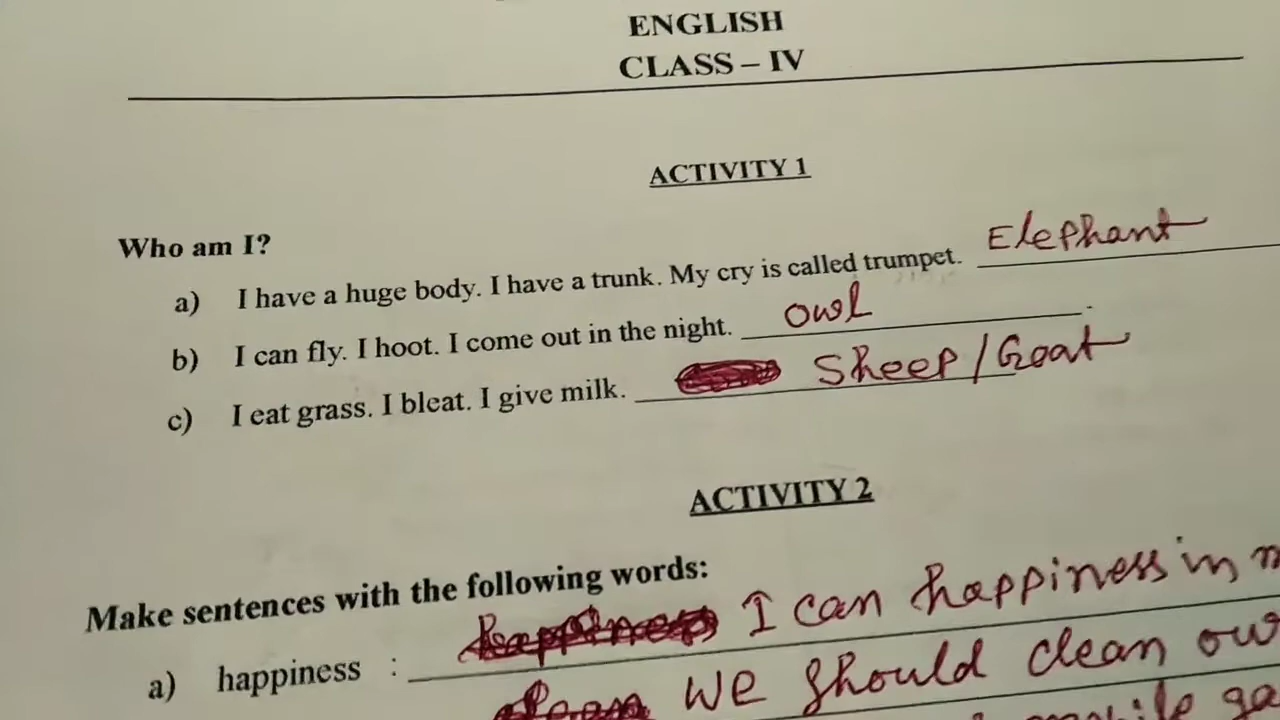 ENGLISH
CLASS – IV
ACTIVITY 1
Who am I?
a) I have a huge body. I have a trunk. My cry is called trumpet. Elephant
b) I can fly. I hoot. I come out in the night. owl
c) I eat grass. I bleat. I give milk. Sheep/Goat
ACTIVITY 2
Make sentences with the following words:
a) happiness : I can happiness in
We should clean